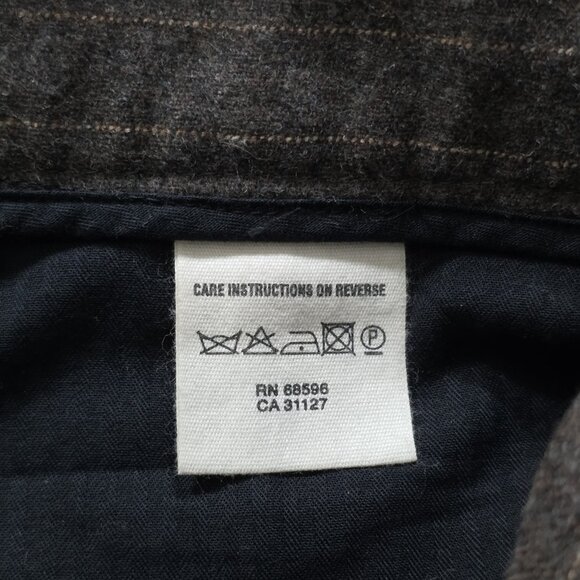 CARE INSTRUCTIONS ON REVERSE
P
RN 68596
CA 31127